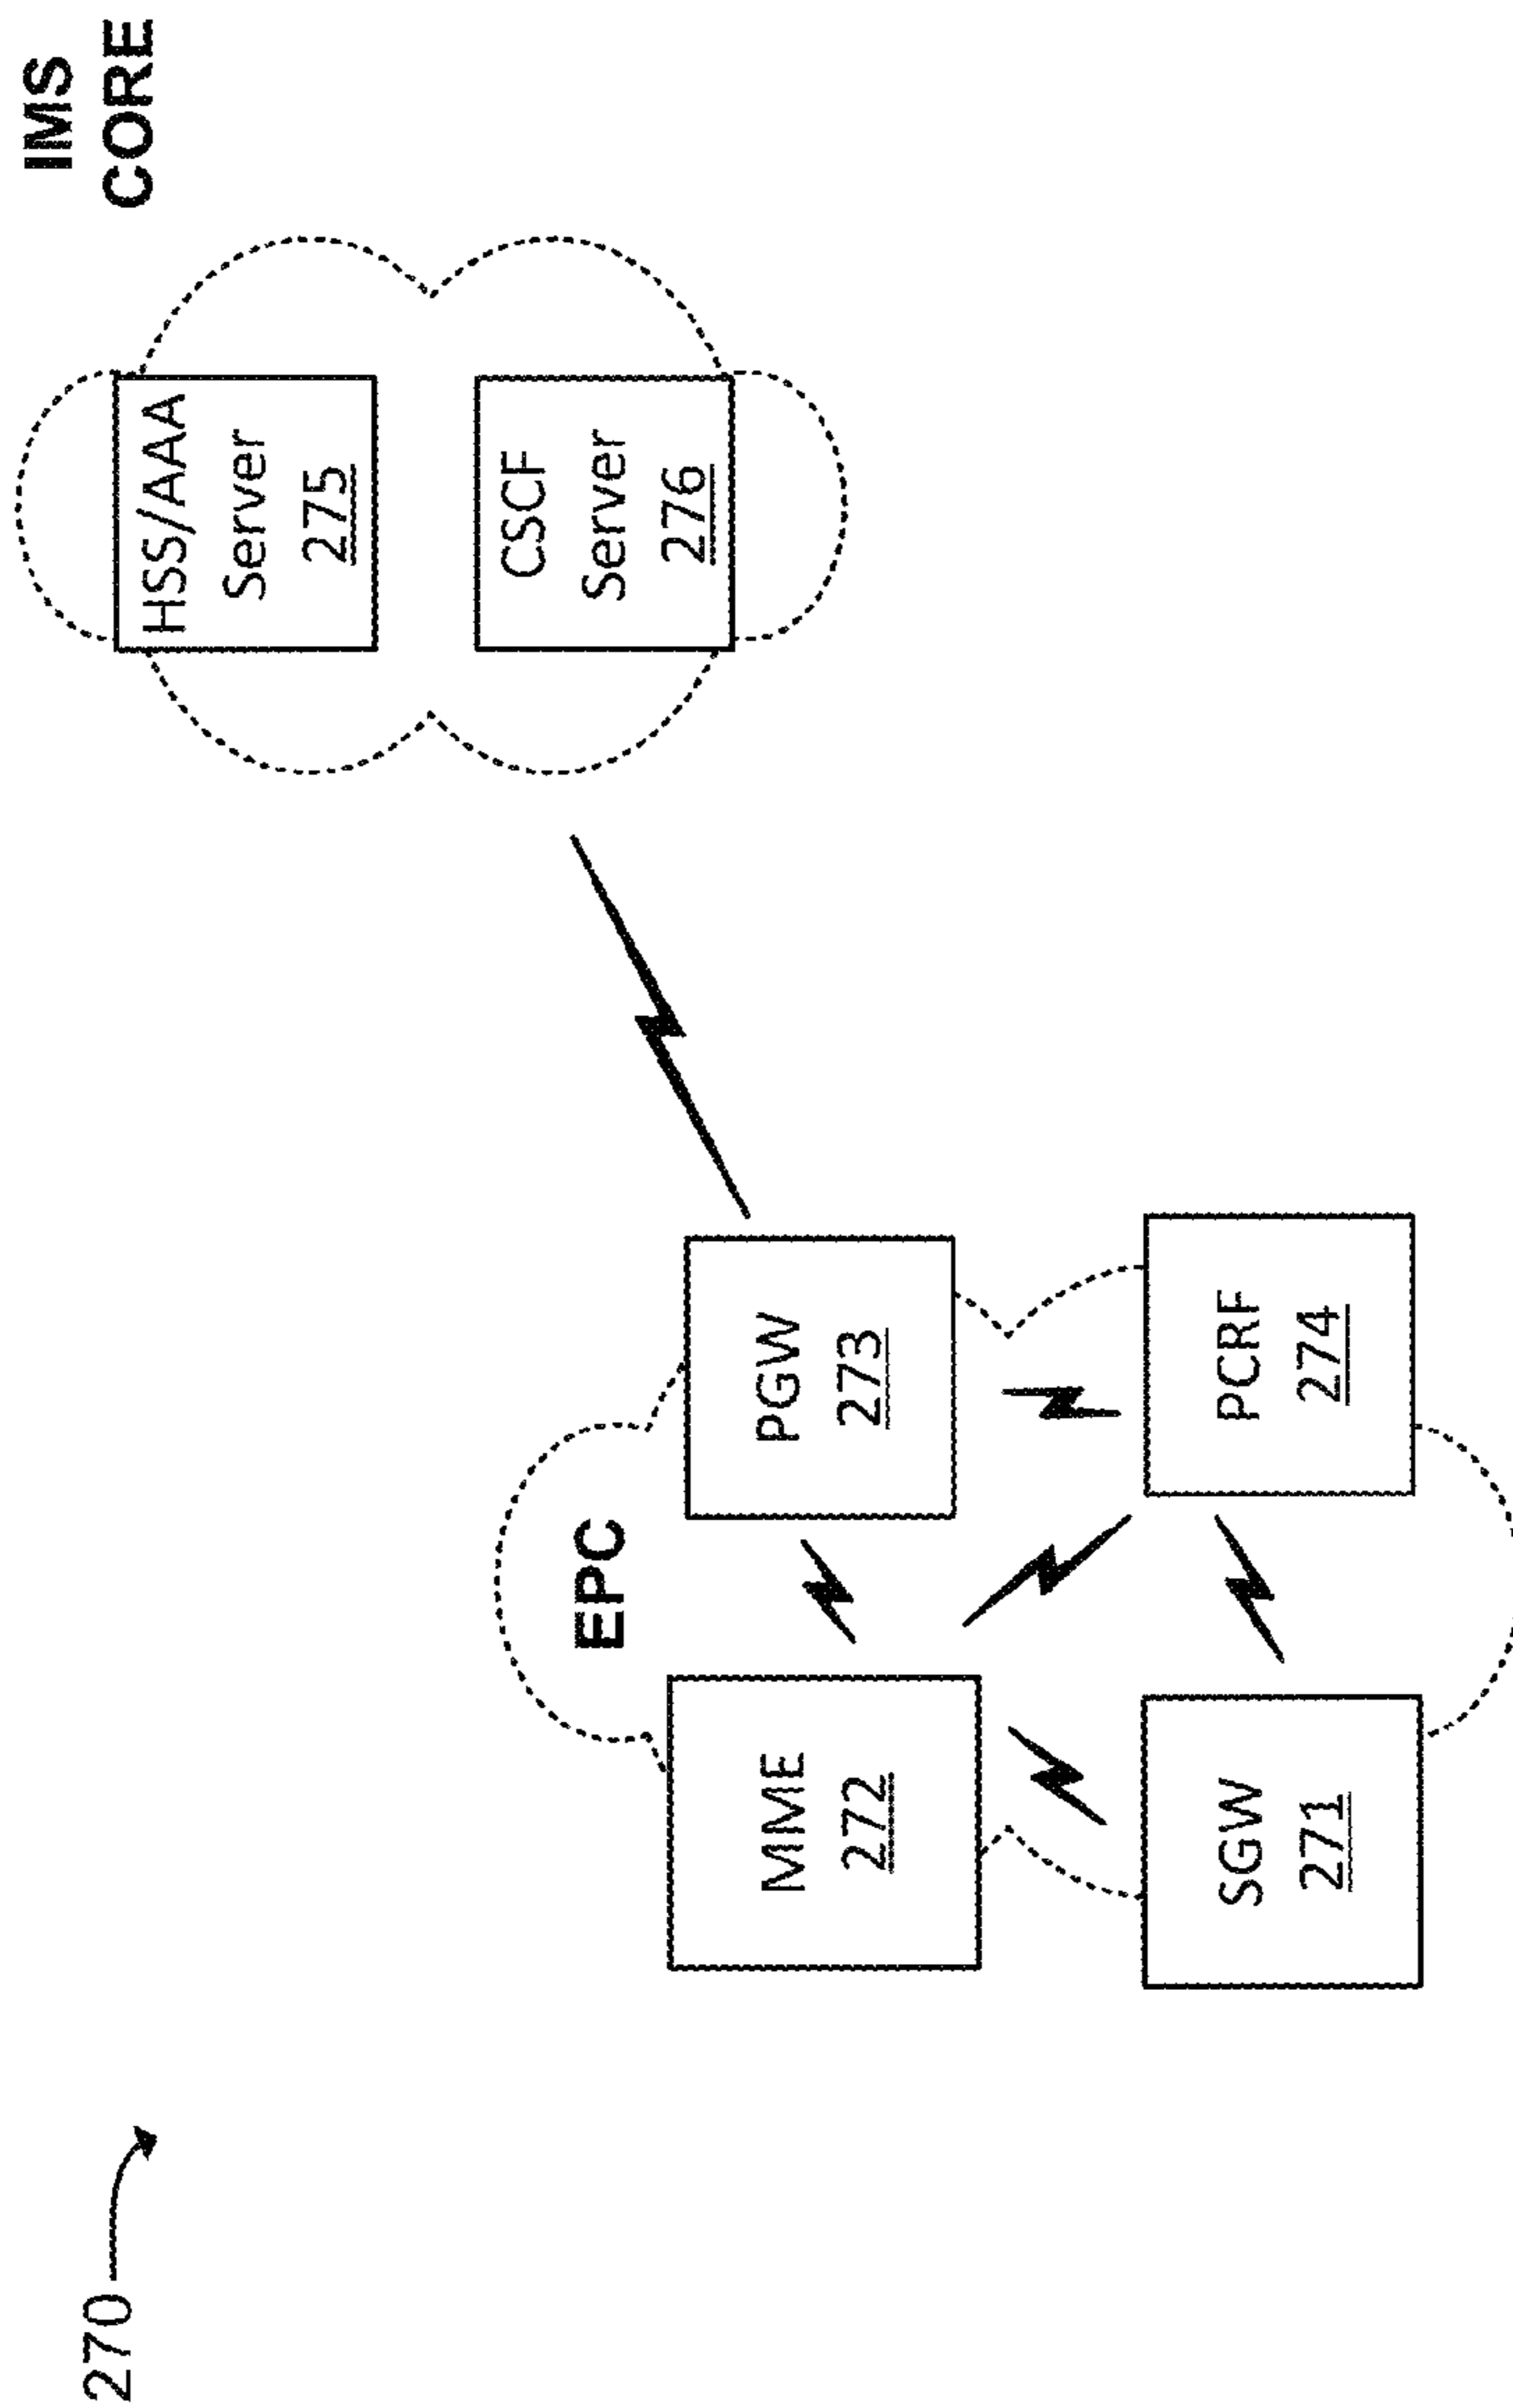 270
IMS
CORE
HSS/AAA
Server
275
CSCF
Server
276
EPC
MME
272
PGW
273
SGW
271
PCRF
274